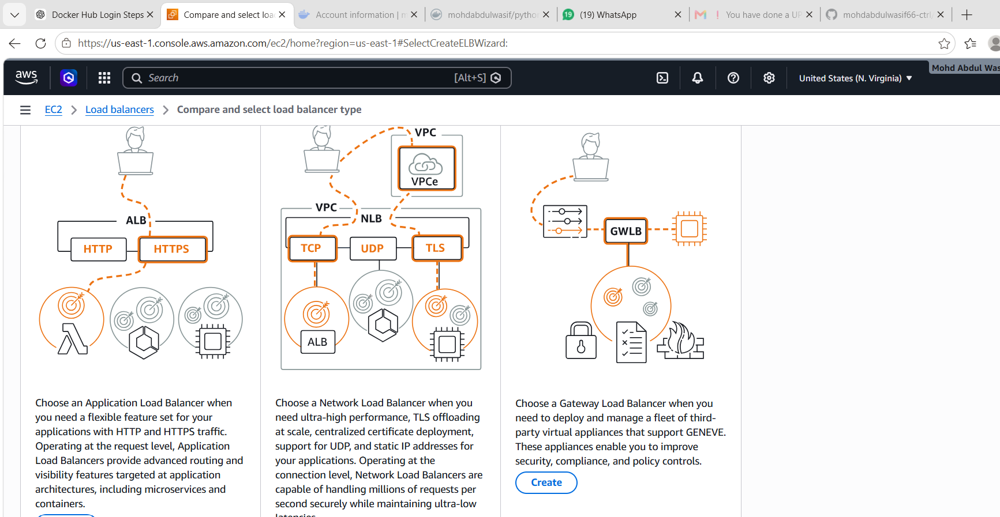 Docker Hub Login Steps
Compare and select loa
Account information | m
mohdabdulwasif/pytho
19
(19) WhatsApp
You have done a UP
mohdabdulwasif66-ctrl/
https://us-east-1.console.aws.amazon.com/ec2/home?region=us-east-1#SelectCreateELBWizard:
aws
Search
[Alt+S]
United States (N. Virginia)
Mohd Abdul Was
EC2
Load balancers
Compare and select load balancer type
ALB
HTTP
HTTPS
VPC
VPCe
VPC
NLB
TCP
UDP
TLS
ALB
GWLB
Choose an Application Load Balancer when
you need a flexible feature set for your
applications with HTTP and HTTPS traffic.
Operating at the request level, Application
Load Balancers provide advanced routing and
visibility features targeted at application
architectures, including microservices and
containers.
Choose a Network Load Balancer when you
need ultra-high performance, TLS offloading
at scale, centralized certificate deployment,
support for UDP, and static IP addresses for
your applications. Operating at the
connection level, Network Load Balancers are
capable of handling millions of requests per
second securely while maintaining ultra-low
Choose a Gateway Load Balancer when you
need to deploy and manage a fleet of third-
party virtual appliances that support GENEVE.
These appliances enable you to improve
security, compliance, and policy controls.
Create